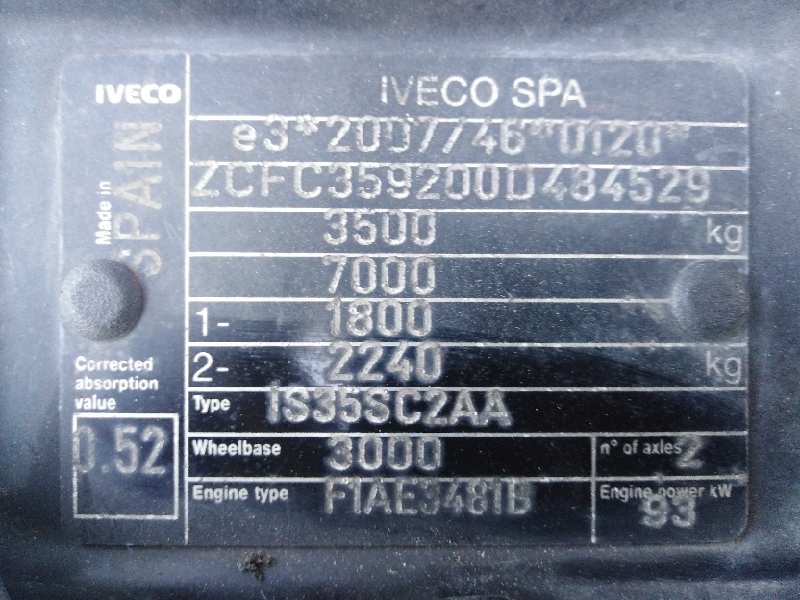 IVECO
IVECO SPA
e3*2007/46*0120*
ZCFC359200D484529
3500 kg
7000
1- 1800
2- 2240 kg
Made in SPAIN
Corrected
absorption
value
0.52
Type IS35SC2AA
Wheelbase 3000
n° of axles 2
Engine type F1AE3481B
Engine power kW
93